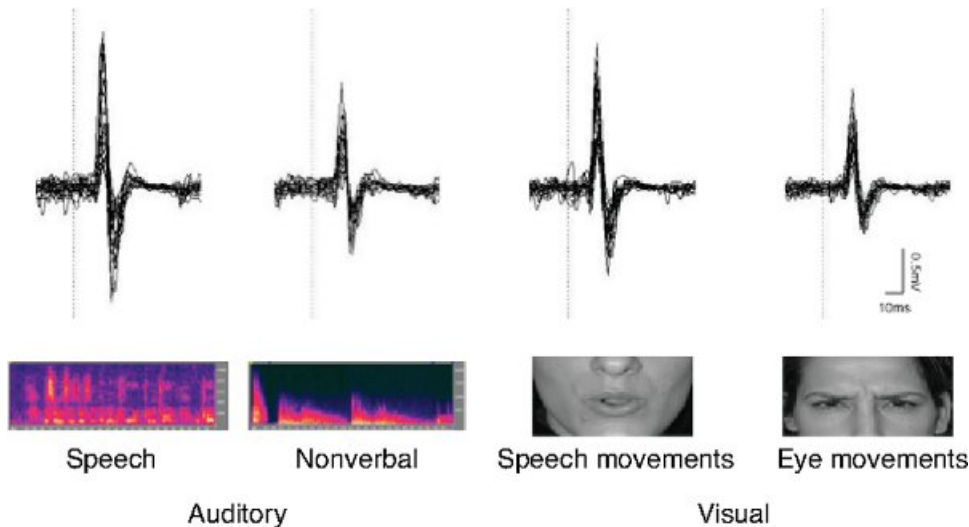 0.5mV
10ms
Speech
Nonverbal
Speech movements
Eye movements
Auditory
Visual